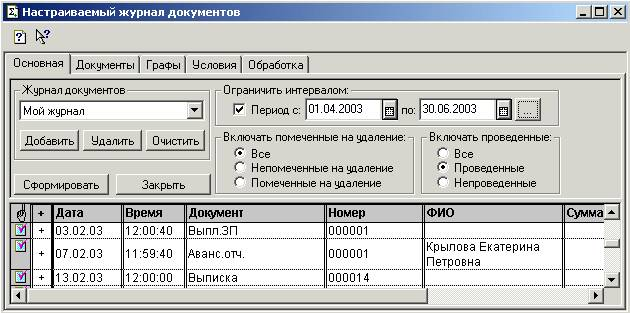 Настраиваемый журнал документов
Основная Документы Графы Условия Обработка
Журнал документов
Мой журнал
Добавить Удалить Очистить
Сформировать Закрыть
Ограничить интервалом:
Период с: 01.04.2003 по: 30.06.2003 ...
Включать помеченные на удаление:
Все
Непомеченные на удаление
Помеченные на удаление
Включать проведенные:
Все
Проведенные
Непроведенные
+ Дата Время Документ Номер ФИО Сумма
+ 03.02.03 12:00:40 Выпл.ЗП 000001
+ 07.02.03 11:59:40 Аванс.отч. 000001 Крылова Екатерина
Петровна
+ 13.02.03 12:00:00 Выписка 000014